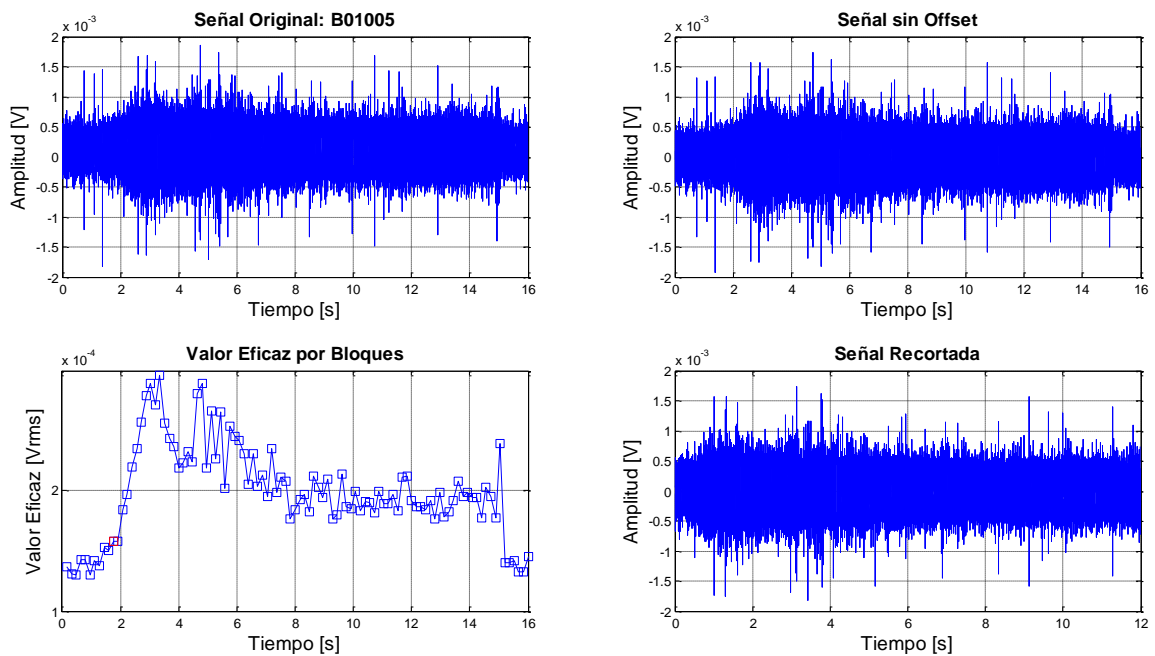 Señal Original: B01005
x 10-3
2
1.5
1
0.5
0
-0.5
-1
-1.5
-2
Amplitud [V]
0 2 4 6 8 10 12 14 16
Tiempo [s]
Señal sin Offset
x 10-3
2
1.5
1
0.5
0
-0.5
-1
-1.5
-2
Amplitud [V]
0 2 4 6 8 10 12 14 16
Tiempo [s]
Valor Eficaz por Bloques
x 10-4
2
1
Valor Eficaz [Vrms]
0 2 4 6 8 10 12 14 16
Tiempo [s]
Señal Recortada
x 10-3
2
1.5
1
0.5
0
-0.5
-1
-1.5
-2
Amplitud [V]
0 2 4 6 8 10 12
Tiempo [s]